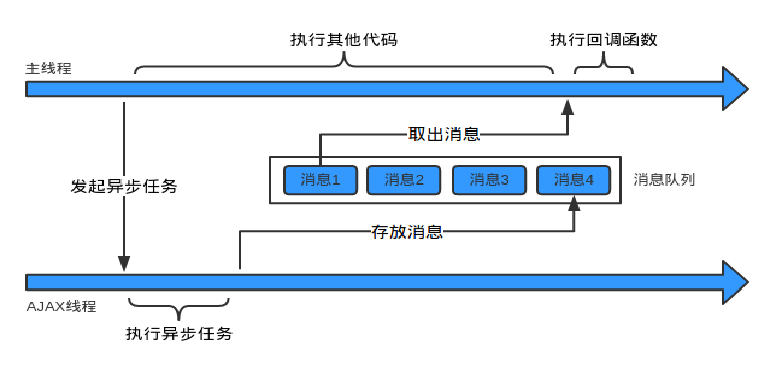 执行其他代码
执行回调函数
主线程
取出消息
消息1
消息2
消息3
消息4
消息队列
发起异步任务
存放消息
AJAX线程
执行异步任务